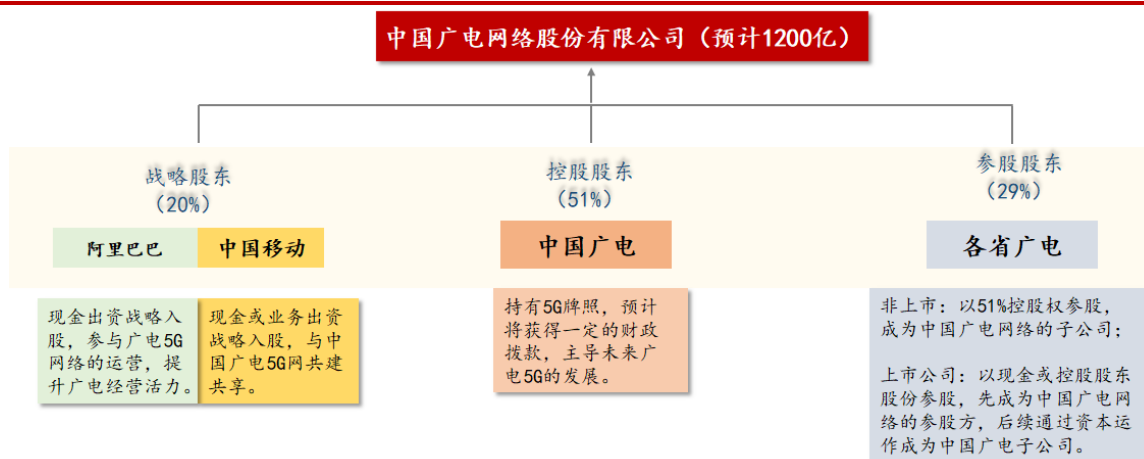 中国广电网络股份有限公司（预计1200亿）
战略股东
（20%）
控股股东
（51%）
参股股东
（29%）
阿里巴巴
中国移动
中国广电
各省广电
现金出资战略入
股，参与广电5G
网络的运营，提
升广电经营活力。
现金或业务出资
战略入股，与中
国广电5G网共建
共享。
持有5G牌照，预计
将获得一定的财政
拨款，主导未来广
电5G的发展。
非上市：以51%控股权参股，
成为中国广电网络的子公司；
上市公司：以现金或控股股东
股份参股，先成为中国广电网
络的参股方，后续通过资本运
作成为中国广电子公司。